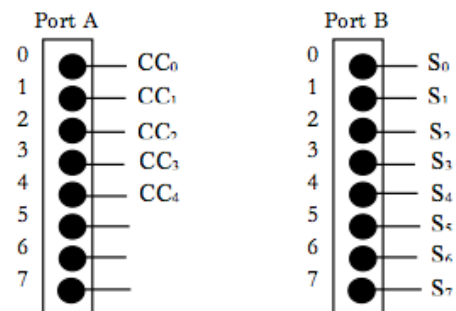 Port A Port B
0 CC₀ 0 S₀
1 CC₁ 1 S₁
2 CC₂ 2 S₂
3 CC₃ 3 S₃
4 CC₄ 4 S₄
5 5 S₅
6 6 S₆
7 7 S₇